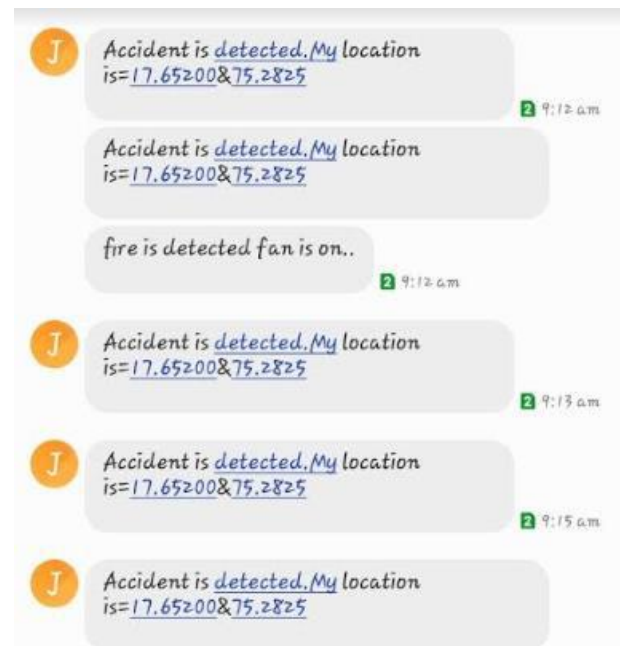 J
Accident is detected.My location
is=17.65200&75.2825
2 9:12 am
Accident is detected.My location
is=17.65200&75.2825
fire is detected fan is on..
2 9:12 am
J
Accident is detected.My location
is=17.65200&75.2825
2 9:13 am
J
Accident is detected.My location
is=17.65200&75.2825
2 9:15 am
J
Accident is detected.My location
is=17.65200&75.2825